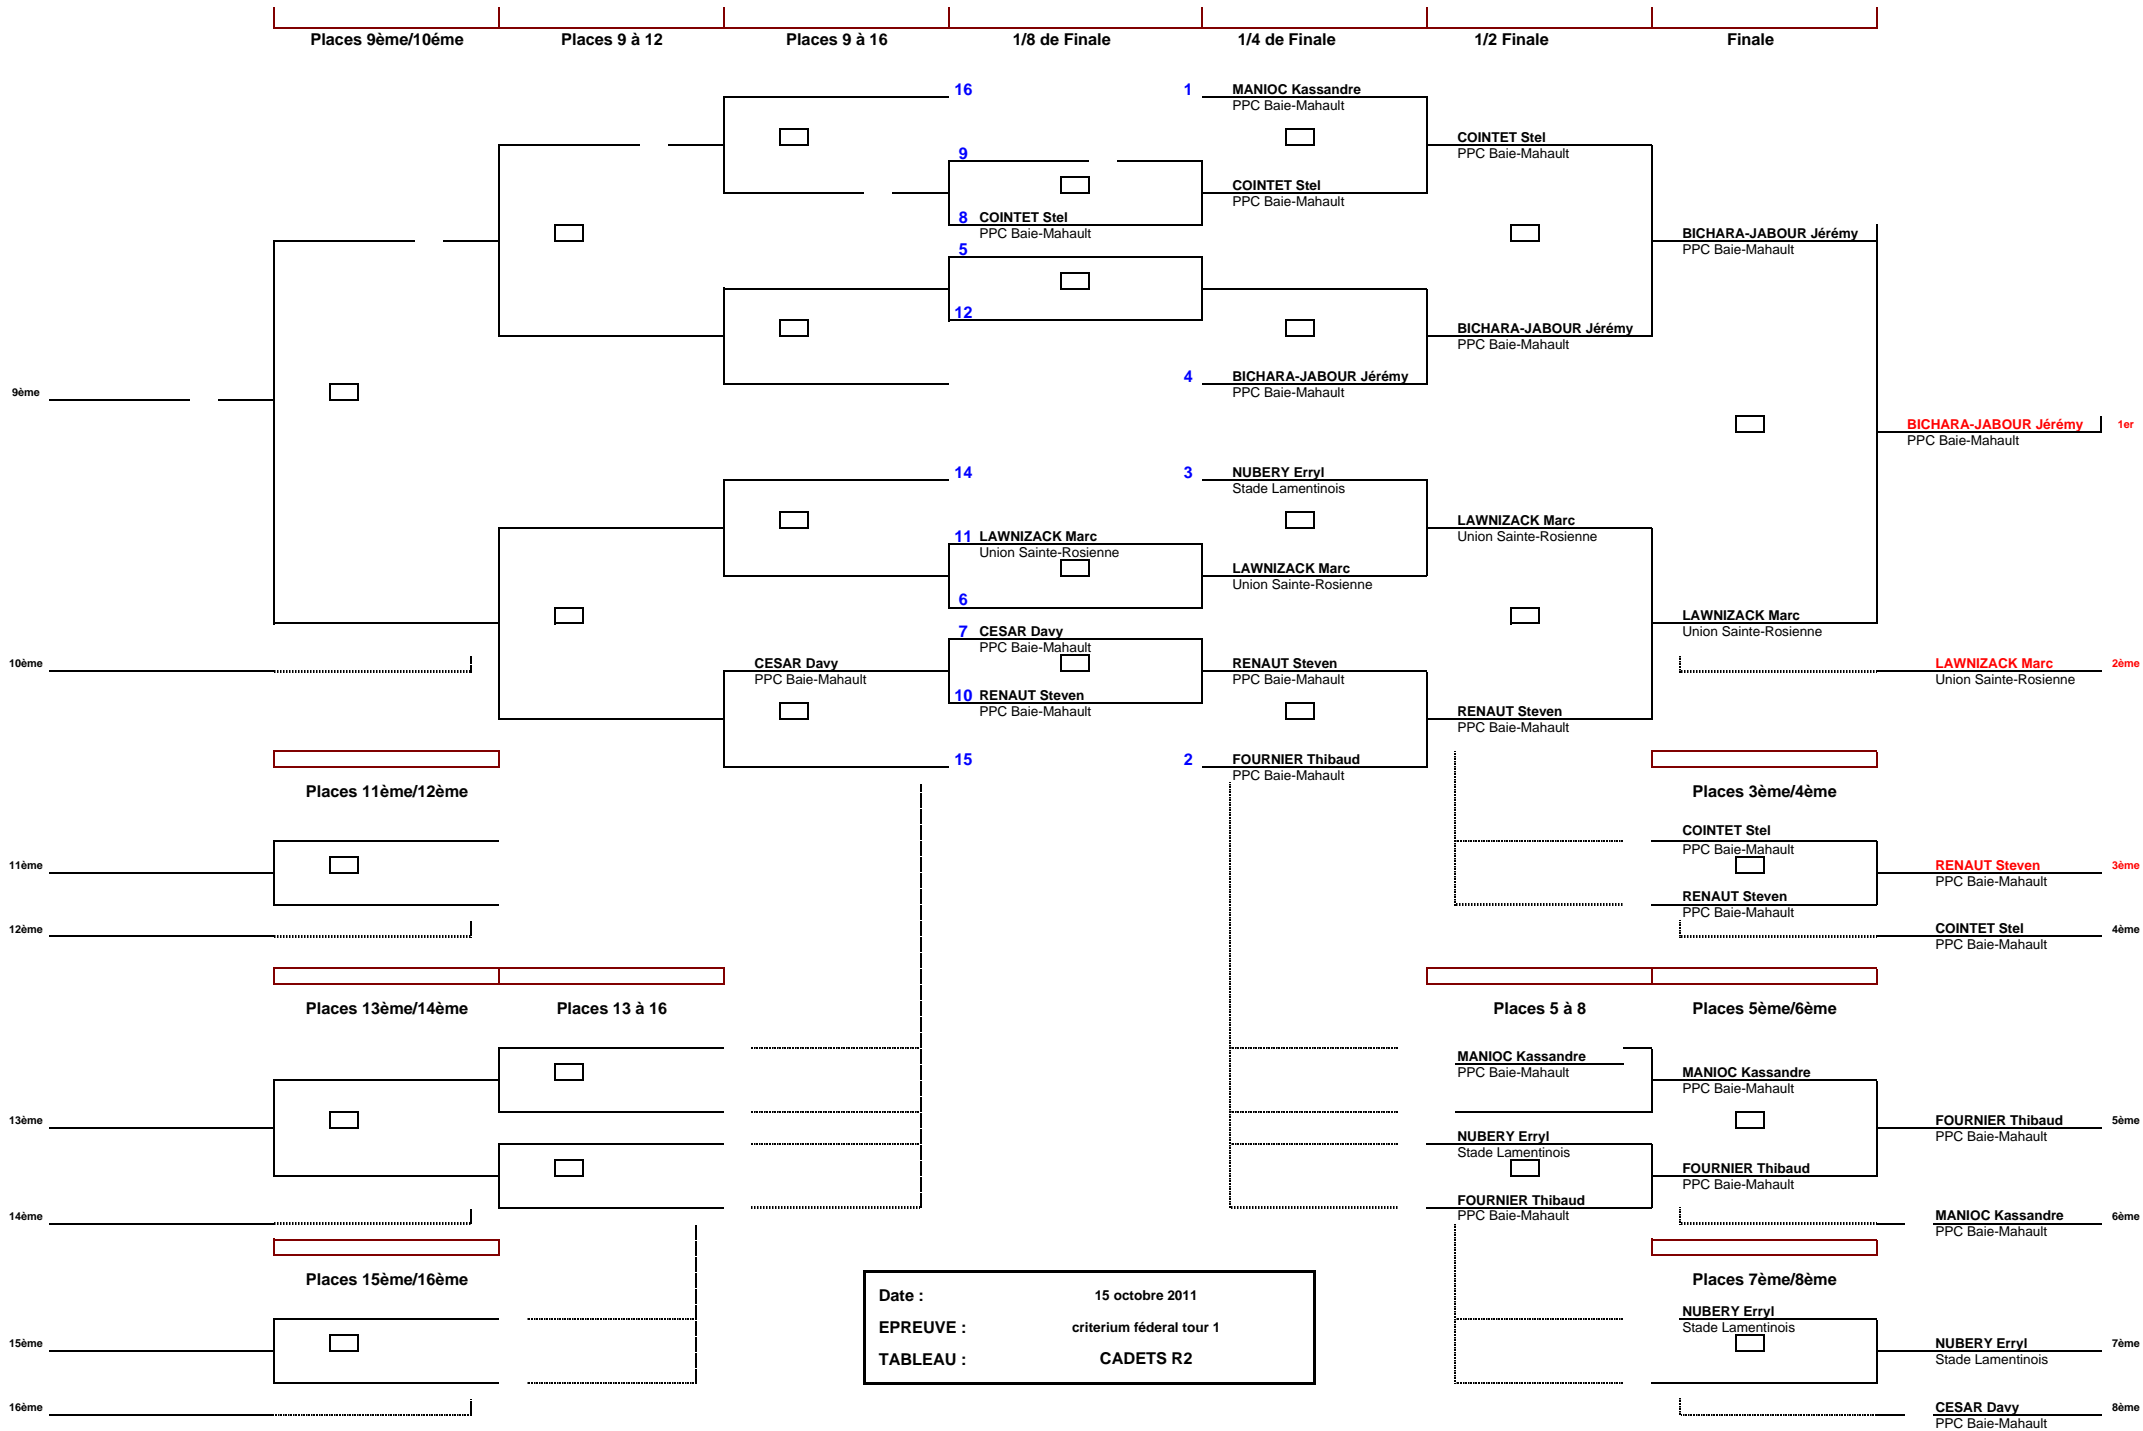 Places 9ème/10éme
Places 9 à 12
Places 9 à 16
1/8 de Finale
1/4 de Finale
1/2 Finale
Finale
16
1
MANIOC Kassandre
PPC Baie-Mahault
COINTET Stel
PPC Baie-Mahault
9
COINTET Stel
PPC Baie-Mahault
8 COINTET Stel
PPC Baie-Mahault
BICHARA-JABOUR Jérémy
PPC Baie-Mahault
5
12
BICHARA-JABOUR Jérémy
PPC Baie-Mahault
4 BICHARA-JABOUR Jérémy
PPC Baie-Mahault
9ème
BICHARA-JABOUR Jérémy 1er
PPC Baie-Mahault
14
3 NUBERY Erryl
Stade Lamentinois
LAWNIZACK Marc
Union Sainte-Rosienne
11 LAWNIZACK Marc
Union Sainte-Rosienne
LAWNIZACK Marc
Union Sainte-Rosienne
6
LAWNIZACK Marc
Union Sainte-Rosienne
7 CESAR Davy
PPC Baie-Mahault
10ème
CESAR Davy
PPC Baie-Mahault
RENAUT Steven
PPC Baie-Mahault
LAWNIZACK Marc 2ème
Union Sainte-Rosienne
10 RENAUT Steven
PPC Baie-Mahault
RENAUT Steven
PPC Baie-Mahault
15
2 FOURNIER Thibaud
PPC Baie-Mahault
Places 11ème/12ème
Places 3ème/4ème
COINTET Stel
PPC Baie-Mahault
11ème
RENAUT Steven 3ème
PPC Baie-Mahault
RENAUT Steven
PPC Baie-Mahault
12ème
COINTET Stel 4ème
PPC Baie-Mahault
Places 13ème/14ème
Places 13 à 16
Places 5 à 8
Places 5ème/6ème
MANIOC Kassandre
PPC Baie-Mahault
MANIOC Kassandre
PPC Baie-Mahault
13ème
FOURNIER Thibaud 5ème
PPC Baie-Mahault
NUBERY Erryl
Stade Lamentinois
FOURNIER Thibaud
PPC Baie-Mahault
FOURNIER Thibaud
PPC Baie-Mahault
14ème
MANIOC Kassandre 6ème
PPC Baie-Mahault
Places 15ème/16ème
Places 7ème/8ème
Date : 15 octobre 2011
EPREUVE : criterium féderal tour 1
TABLEAU : CADETS R2
NUBERY Erryl
Stade Lamentinois
15ème
NUBERY Erryl 7ème
Stade Lamentinois
16ème
CESAR Davy 8ème
PPC Baie-Mahault